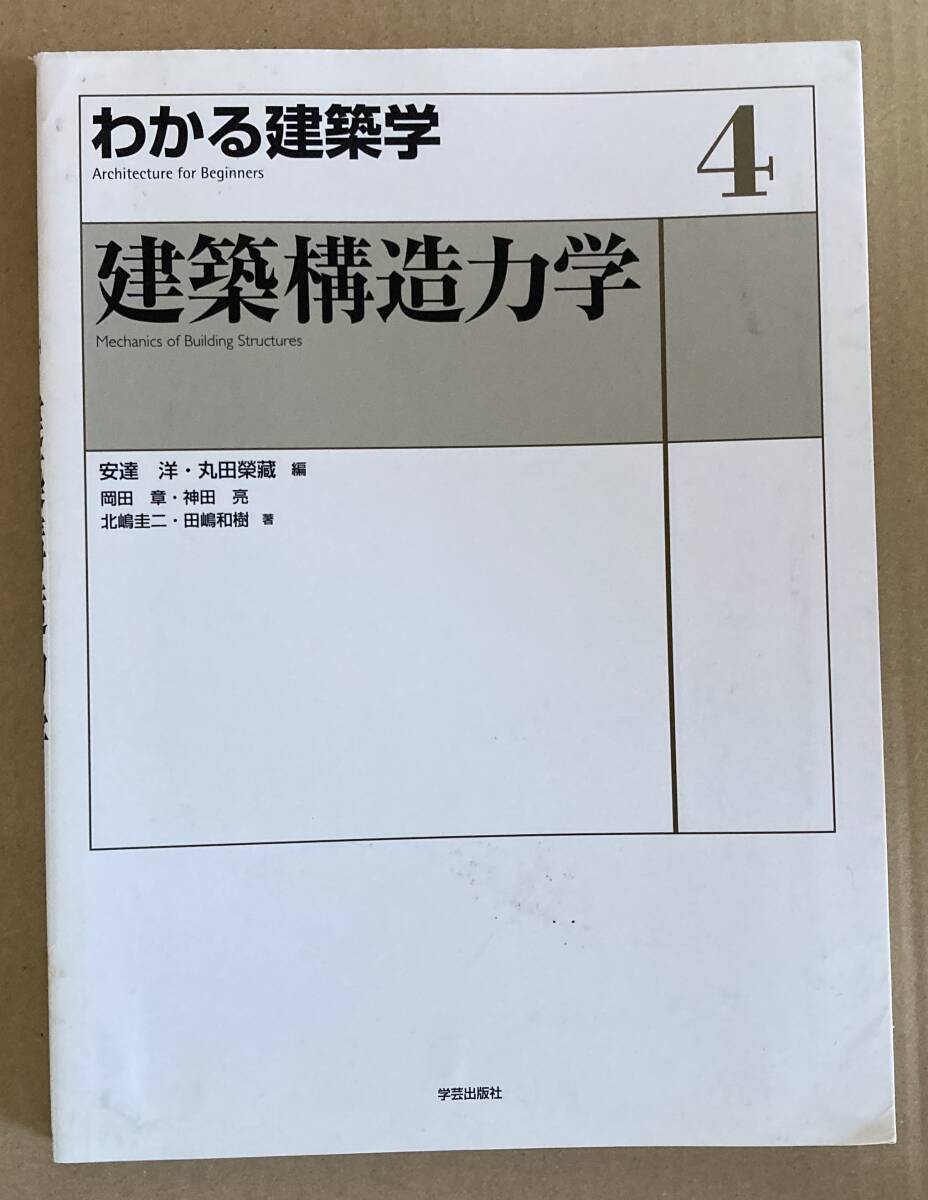 わかる建築学
Architecture for Beginners
4
建築構造力学
Mechanics of Building Structures
安達 洋・丸田榮藏 編
岡田 章・神田 亮
北嶋圭二・田嶋和樹 著
学芸出版社